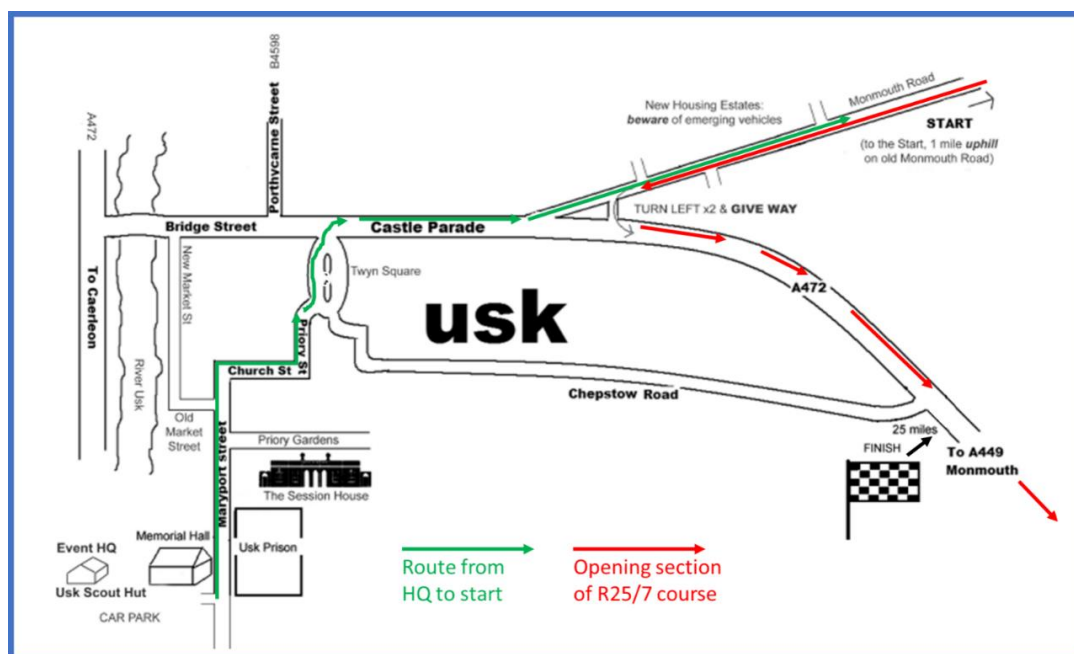 A472
B4598
Porthycarne Street
New Housing Estates:
beware of emerging vehicles
Monmouth Road
START
(to the Start, 1 mile uphill
on old Monmouth Road)
TURN LEFT x2 & GIVE WAY
Bridge Street
Castle Parade
To Caerleon
New Market St
Twyn Square
A472
usk
River Usk
Priory St
Church St
Chepstow Road
Old
Market
Street
Maryport street
Priory Gardens
25 miles
FINISH
To A449
Monmouth
The Session House
Memorial Hall
Event HQ
Usk Prison
Usk Scout Hut
CAR PARK
Route from
HQ to start
Opening section
of R25/7 course